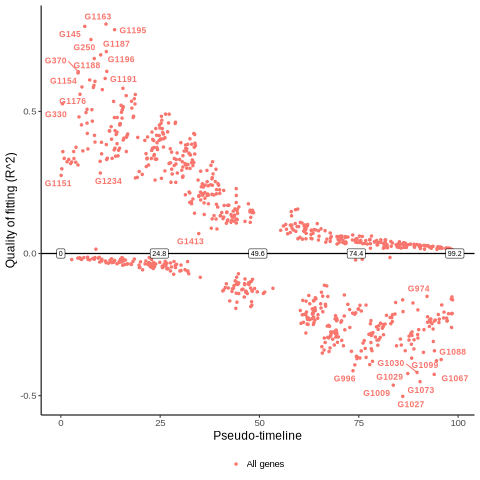 G1163
G145
G1195
G250
G1187
G370
G1188
G1196
G1154
G1191
G1176
G330
G1151
G1234
G1413
0.5
0.0
-0.5
Quality of fitting (R^2)
0
24.8
49.6
74.4
99.2
G974
G1088
G1030
G1099
G996
G1029
G1067
G1009
G1073
G1027
0
25
50
75
100
Pseudo-timeline
All genes